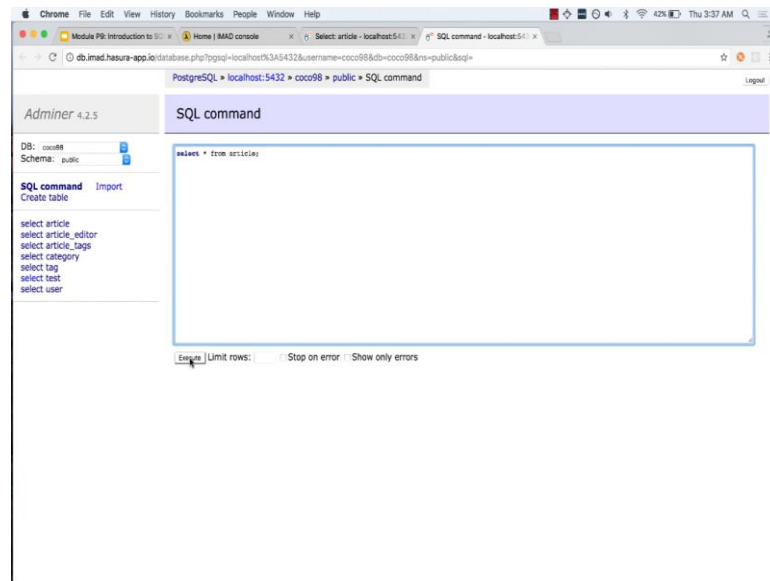 Chrome File Edit View History Bookmarks People Window Help 42% Thu 3:37 AM
Module P9: Introduction to SQ Home | IMAD console Select: article - localhost:543 SQL command - localhost:543
db.imad.hasura-app.io/database.php?pgsql=localhost%3A5432&username=coco98&db=coco98&ns=public&sql=
PostgreSQL » localhost:5432 » coco98 » public » SQL command
Logout
Adminer 4.2.5
SQL command
DB: coco98
Schema: public
SQL command Import
Create table
select article
select article_editor
select article_tags
select category
select tag
select test
select user
select * from article;
Execute Limit rows: Stop on error Show only errors